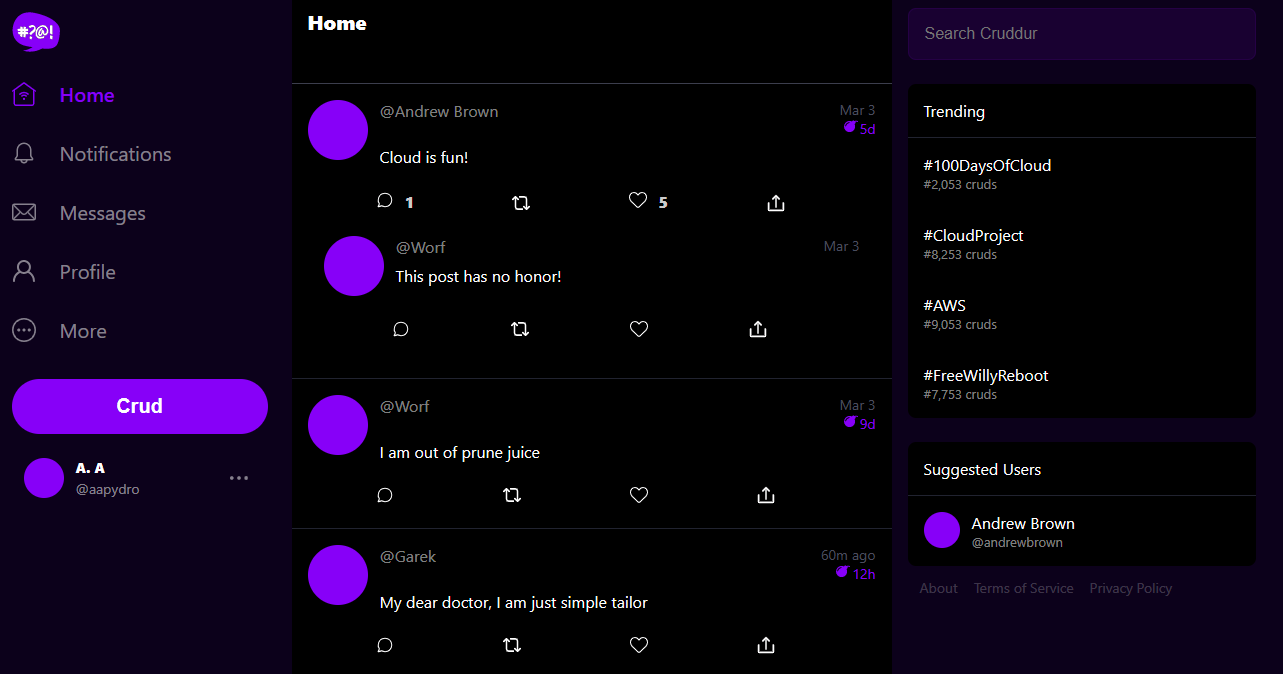 #?@!
Home
Notifications
Messages
Profile
More
Crud
A. A
@aapydro
Home
@Andrew Brown
Mar 3
5d
Cloud is fun!
1
5
@Worf
Mar 3
This post has no honor!
@Worf
Mar 3
9d
I am out of prune juice
@Garek
60m ago
12h
My dear doctor, I am just simple tailor
Search Cruddur
Trending
#100DaysOfCloud
#2,053 cruds
#CloudProject
#8,253 cruds
#AWS
#9,053 cruds
#FreeWillyReboot
#7,753 cruds
Suggested Users
Andrew Brown
@andrewbrown
About Terms of Service Privacy Policy